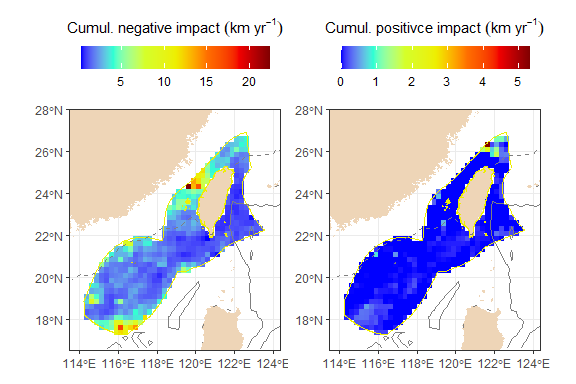 Cumul. negative impact (km yr⁻¹)
Cumul. positivce impact (km yr⁻¹)
5 10 15 20
0 1 2 3 4 5
28°N
26°N
24°N
22°N
20°N
18°N
114°E 116°E 118°E 120°E 122°E 124°E
28°N
26°N
24°N
22°N
20°N
18°N
114°E 116°E 118°E 120°E 122°E 124°E